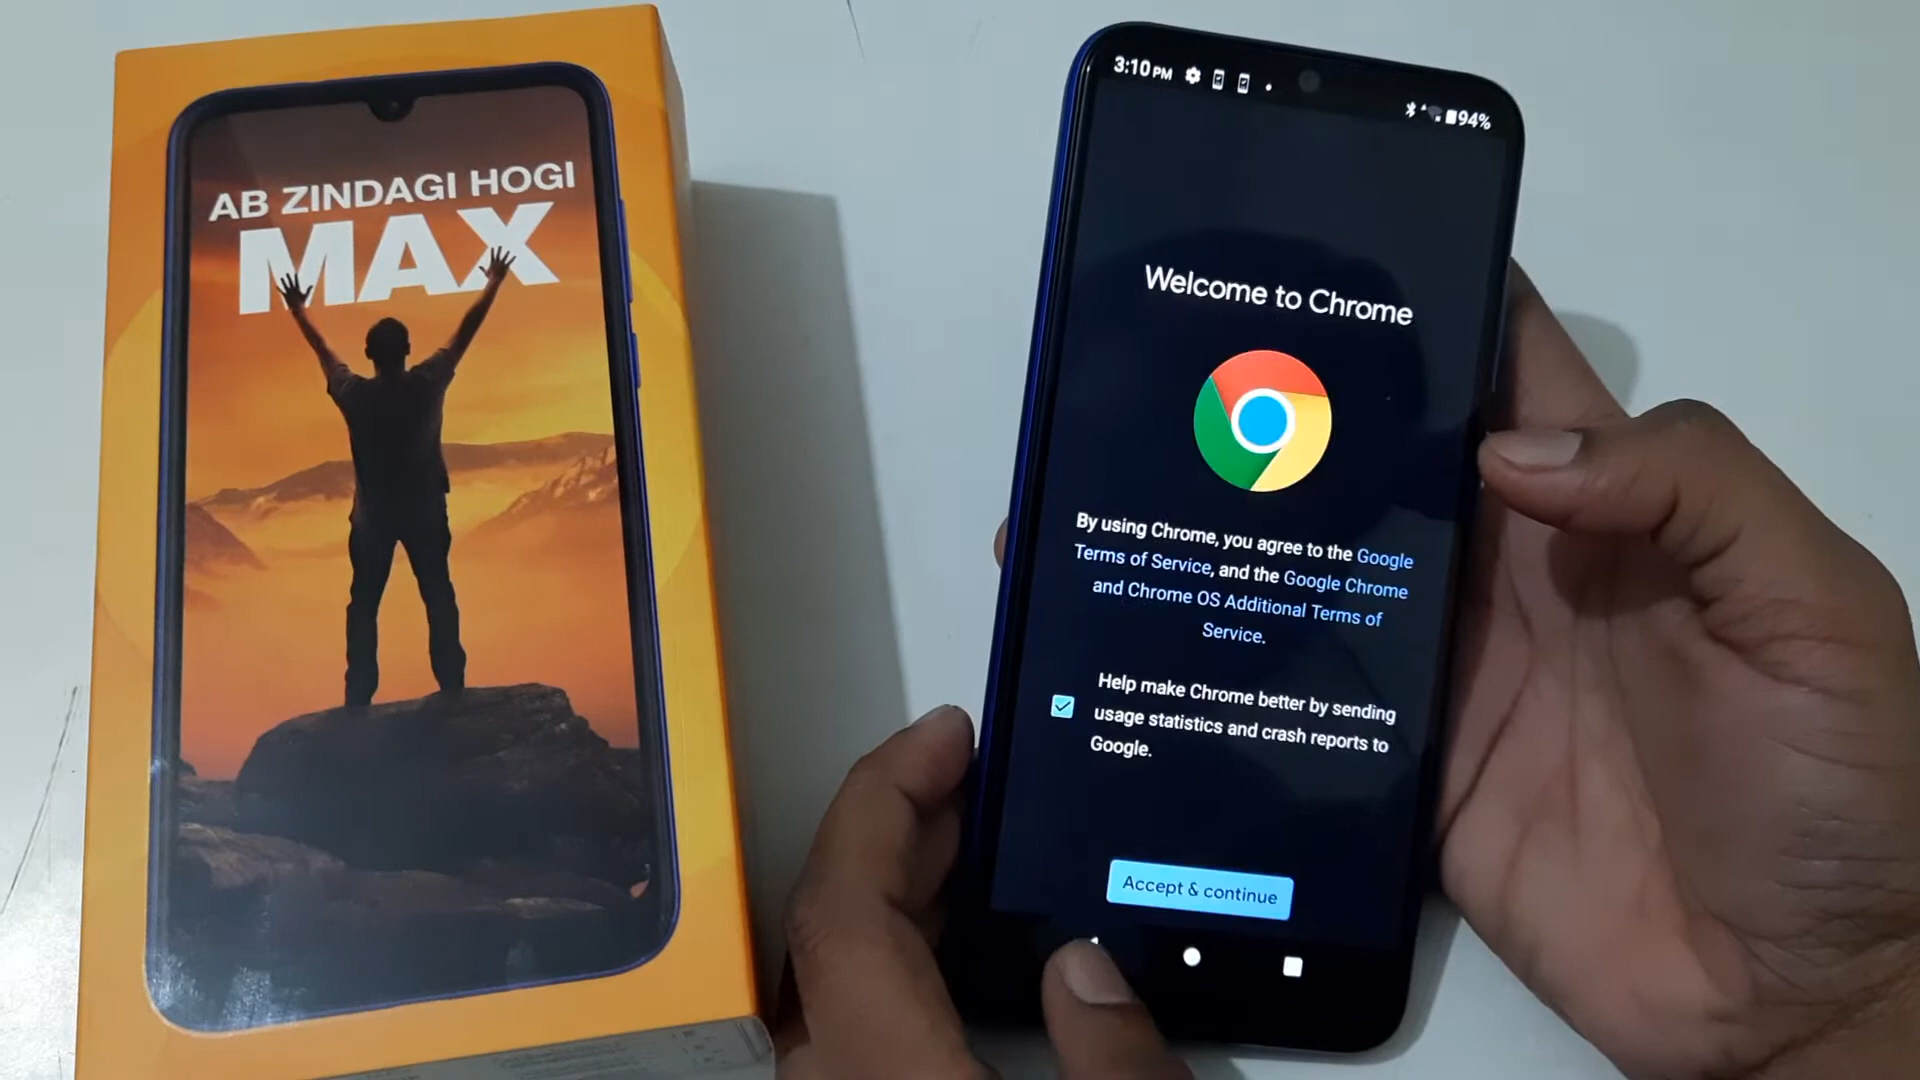 AB ZINDAGI HOGI
MAX
3:10 PM
94%
Welcome to Chrome
By using Chrome, you agree to the Google
Terms of Service, and the Google Chrome
and Chrome OS Additional Terms of
Service.
Help make Chrome better by sending
usage statistics and crash reports to
Google.
Accept & continue